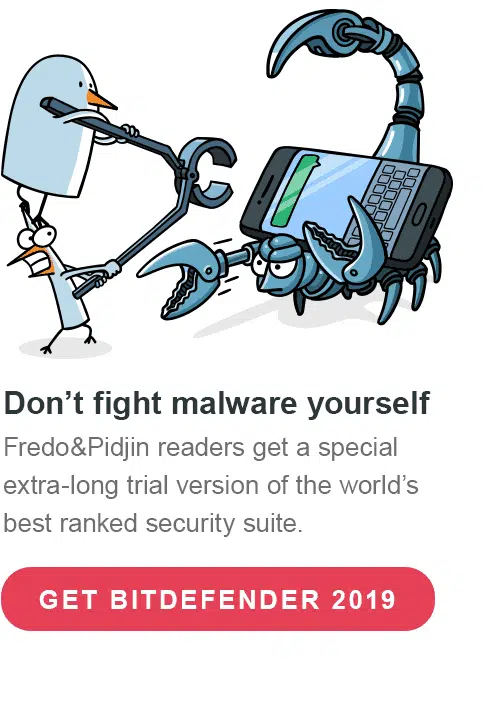 Don’t fight malware yourself
Fredo&Pidjin readers get a special
extra-long trial version of the world’s
best ranked security suite.
GET BITDEFENDER 2019